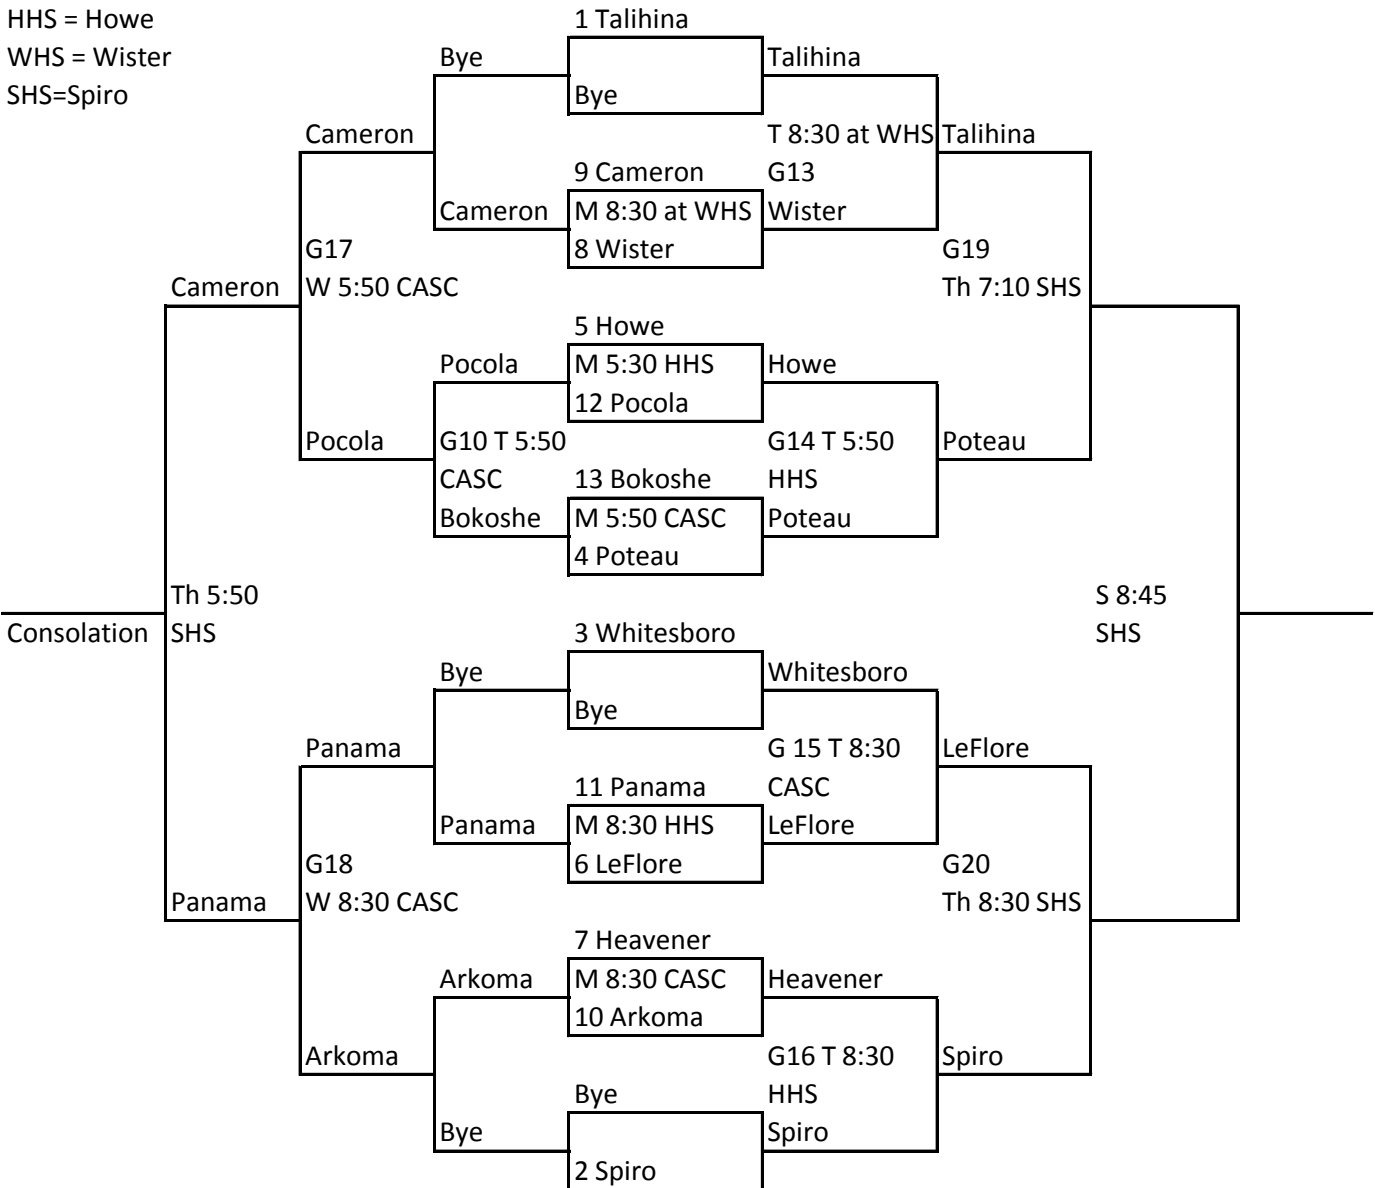 HHS = Howe
1 Talihina
WHS = Wister
Bye
Talihina
SHS=Spiro
Bye
Cameron
T 8:30 at WHS
Talihina
9 Cameron
G13
Cameron
M 8:30 at WHS
Wister
G17
8 Wister
G19
Cameron
W 5:50 CASC
Th 7:10 SHS
5 Howe
Pocola
M 5:30 HHS
Howe
12 Pocola
Pocola
G10 T 5:50
G14 T 5:50
Poteau
CASC
13 Bokoshe
HHS
Bokoshe
M 5:50 CASC
Poteau
4 Poteau
Th 5:50
S 8:45
Consolation
SHS
3 Whitesboro
SHS
Bye
Whitesboro
Bye
Panama
G 15 T 8:30
LeFlore
11 Panama
CASC
Panama
M 8:30 HHS
LeFlore
G18
6 LeFlore
G20
Panama
W 8:30 CASC
Th 8:30 SHS
7 Heavener
Arkoma
M 8:30 CASC
Heavener
10 Arkoma
Arkoma
G16 T 8:30
Spiro
Bye
HHS
Bye
Spiro
2 Spiro